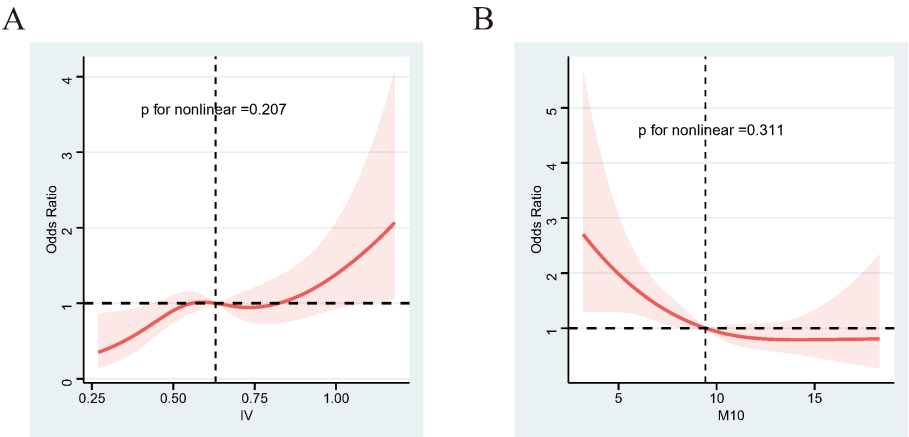 A
B
4
3
2
1
0
Odds Ratio
p for nonlinear =0.207
0.25 0.50 0.75 1.00
IV
5
4
3
2
1
Odds Ratio
p for nonlinear =0.311
5 10 15
M10